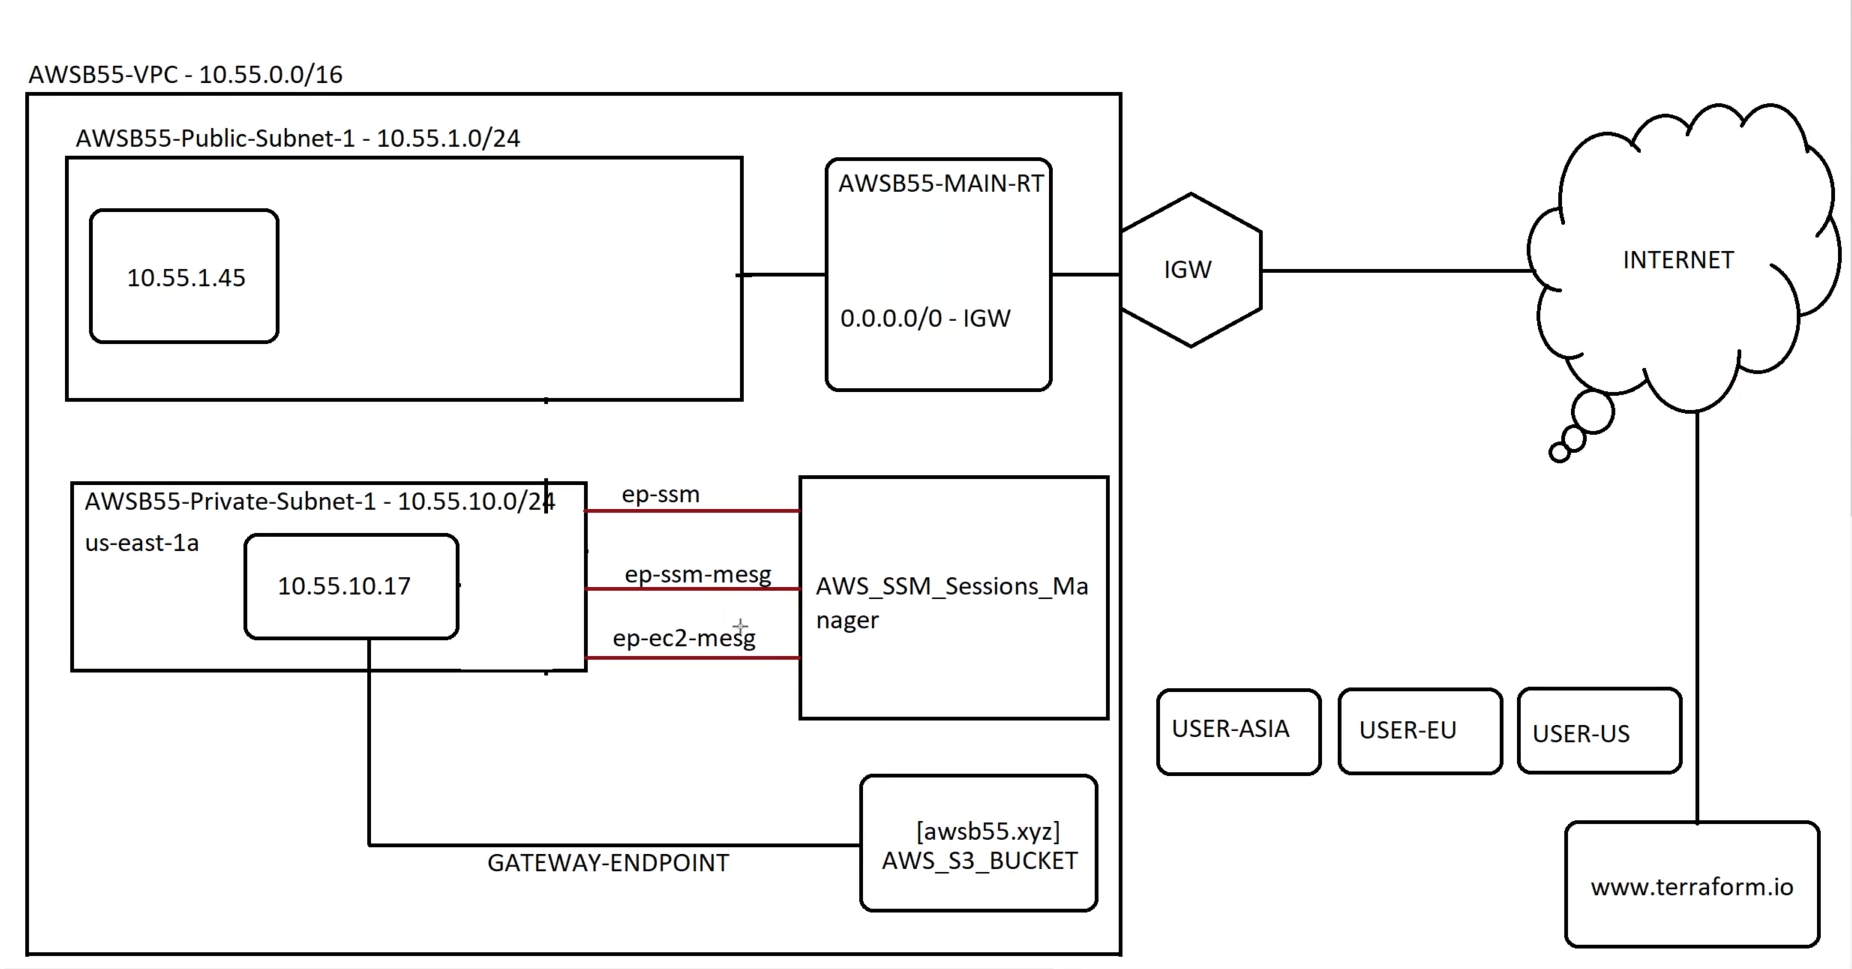 AWSB55-VPC - 10.55.0.0/16
AWSB55-Public-Subnet-1 - 10.55.1.0/24
10.55.1.45
AWSB55-MAIN-RT
0.0.0.0/0 - IGW
IGW
INTERNET
AWSB55-Private-Subnet-1 - 10.55.10.0/24
us-east-1a
10.55.10.17
ep-ssm
ep-ssm-mesg
ep-ec2-mesg
AWS_SSM_Sessions_Ma
nager
GATEWAY-ENDPOINT
[awsb55.xyz]
AWS_S3_BUCKET
USER-ASIA
USER-EU
USER-US
www.terraform.io